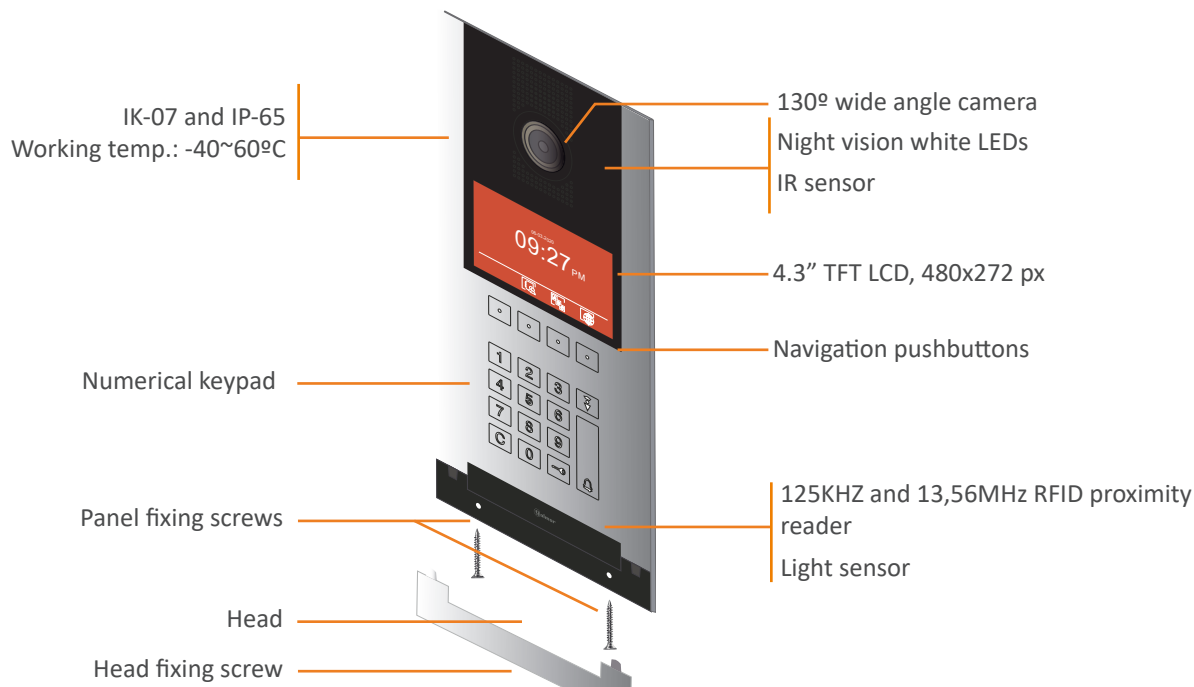 IK-07 and IP-65
Working temp.: -40~60ºC
130º wide angle camera
Night vision white LEDs
IR sensor
09:27 PM
4.3” TFT LCD, 480x272 px
Navigation pushbuttons
Numerical keypad
1 2 3
4 5 6
7 8 9
C 0
125KHZ and 13,56MHz RFID proximity
reader
Light sensor
Panel fixing screws
Head
Head fixing screw